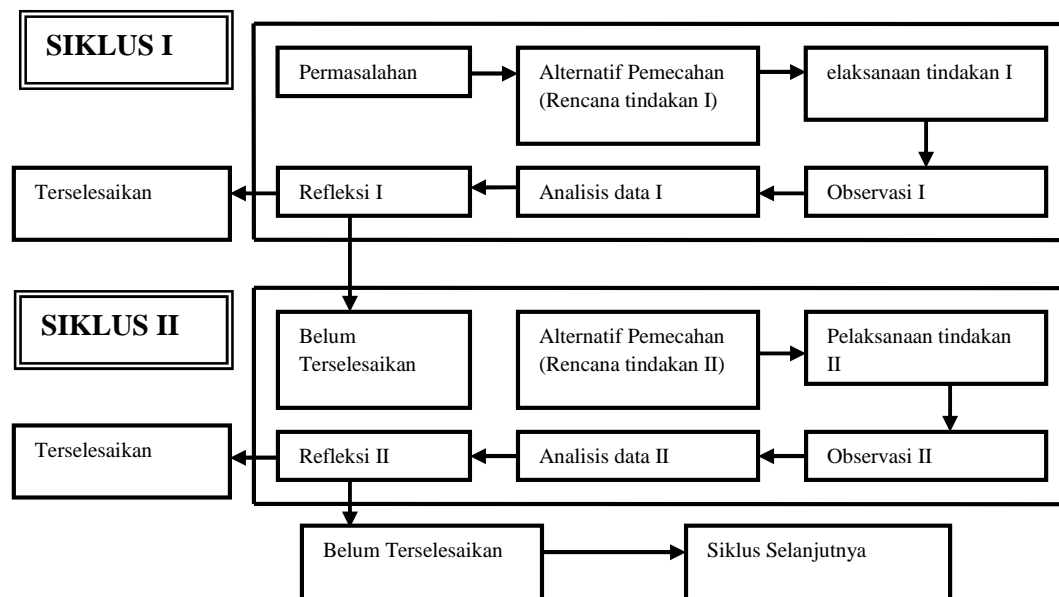 SIKLUS I
Permasalahan
Alternatif Pemecahan
(Rencana tindakan I)
elaksanaan tindakan I
Terselesaikan
Refleksi I
Analisis data I
Observasi I
SIKLUS II
Belum
Terselesaikan
Alternatif Pemecahan
(Rencana tindakan II)
Pelaksanaan tindakan
II
Terselesaikan
Refleksi II
Analisis data II
Observasi II
Belum Terselesaikan
Siklus Selanjutnya